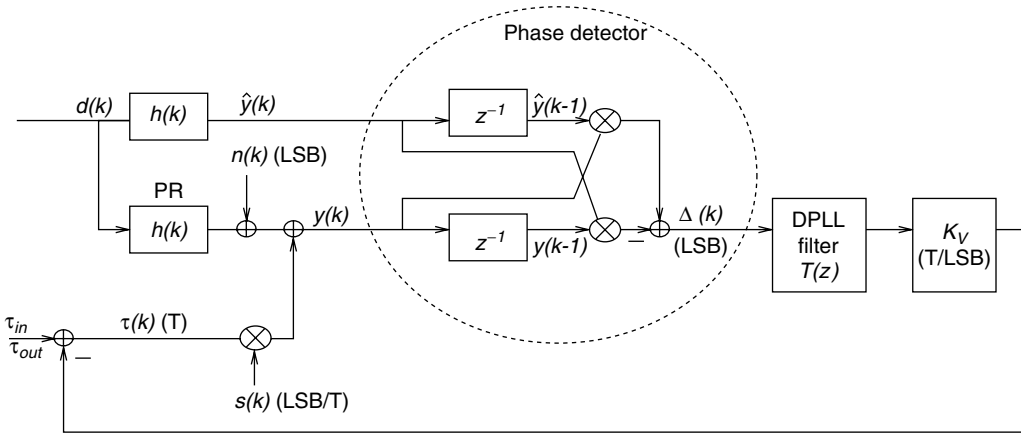 Phase detector
d(k)
h(k)
ŷ(k)
z⁻¹
ŷ(k-1)
n(k) (LSB)
PR
h(k)
y(k)
z⁻¹
y(k-1)
Δ (k)
(LSB)
DPLL
filter
T(z)
K_V
(T/LSB)
τ_in
τ_out
τ(k) (T)
s(k) (LSB/T)